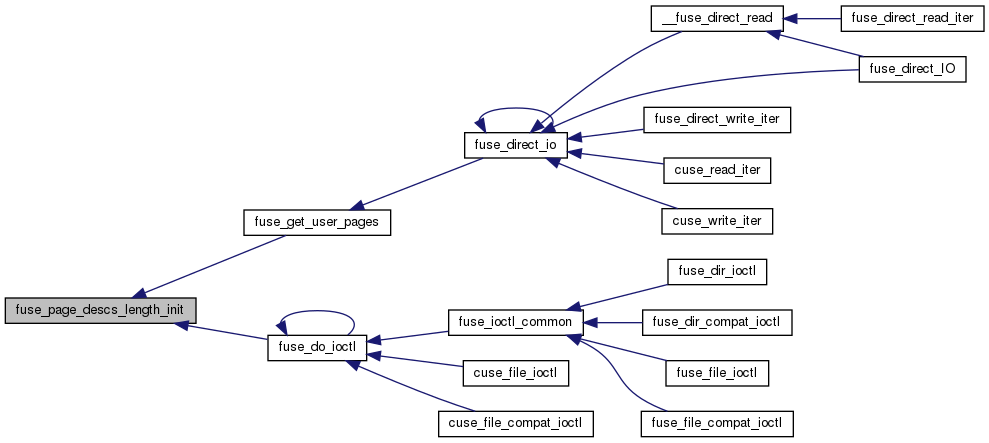 __fuse_direct_read
fuse_direct_read_iter
fuse_direct_IO
fuse_direct_write_iter
fuse_direct_io
cuse_read_iter
cuse_write_iter
fuse_get_user_pages
fuse_dir_ioctl
fuse_page_descs_length_init
fuse_ioctl_common
fuse_dir_compat_ioctl
fuse_do_ioctl
cuse_file_ioctl
fuse_file_ioctl
cuse_file_compat_ioctl
fuse_file_compat_ioctl